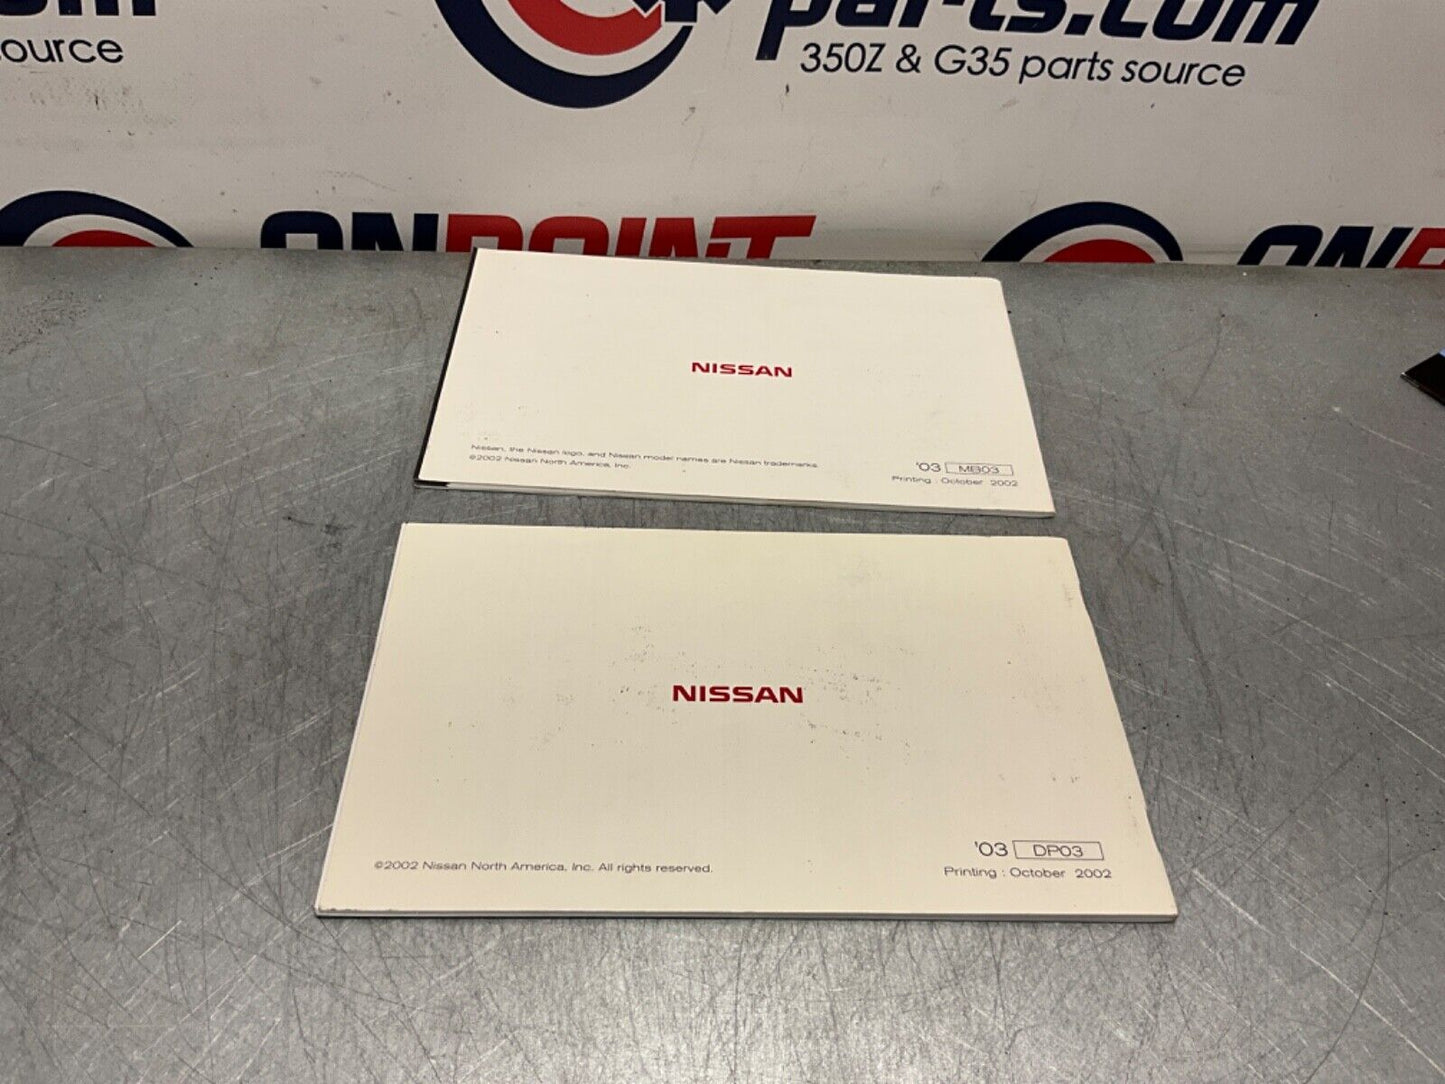 parts.com
ource
350Z & G35 parts source
ONPOINT
NISSAN
Nissan, the Nissan logo, and Nissan model names are Nissan trademarks.
©2002 Nissan North America, Inc.
'03 MB03
Printing : October 2002
NISSAN
©2002 Nissan North America, Inc. All rights reserved.
'03 DP03
Printing : October 2002